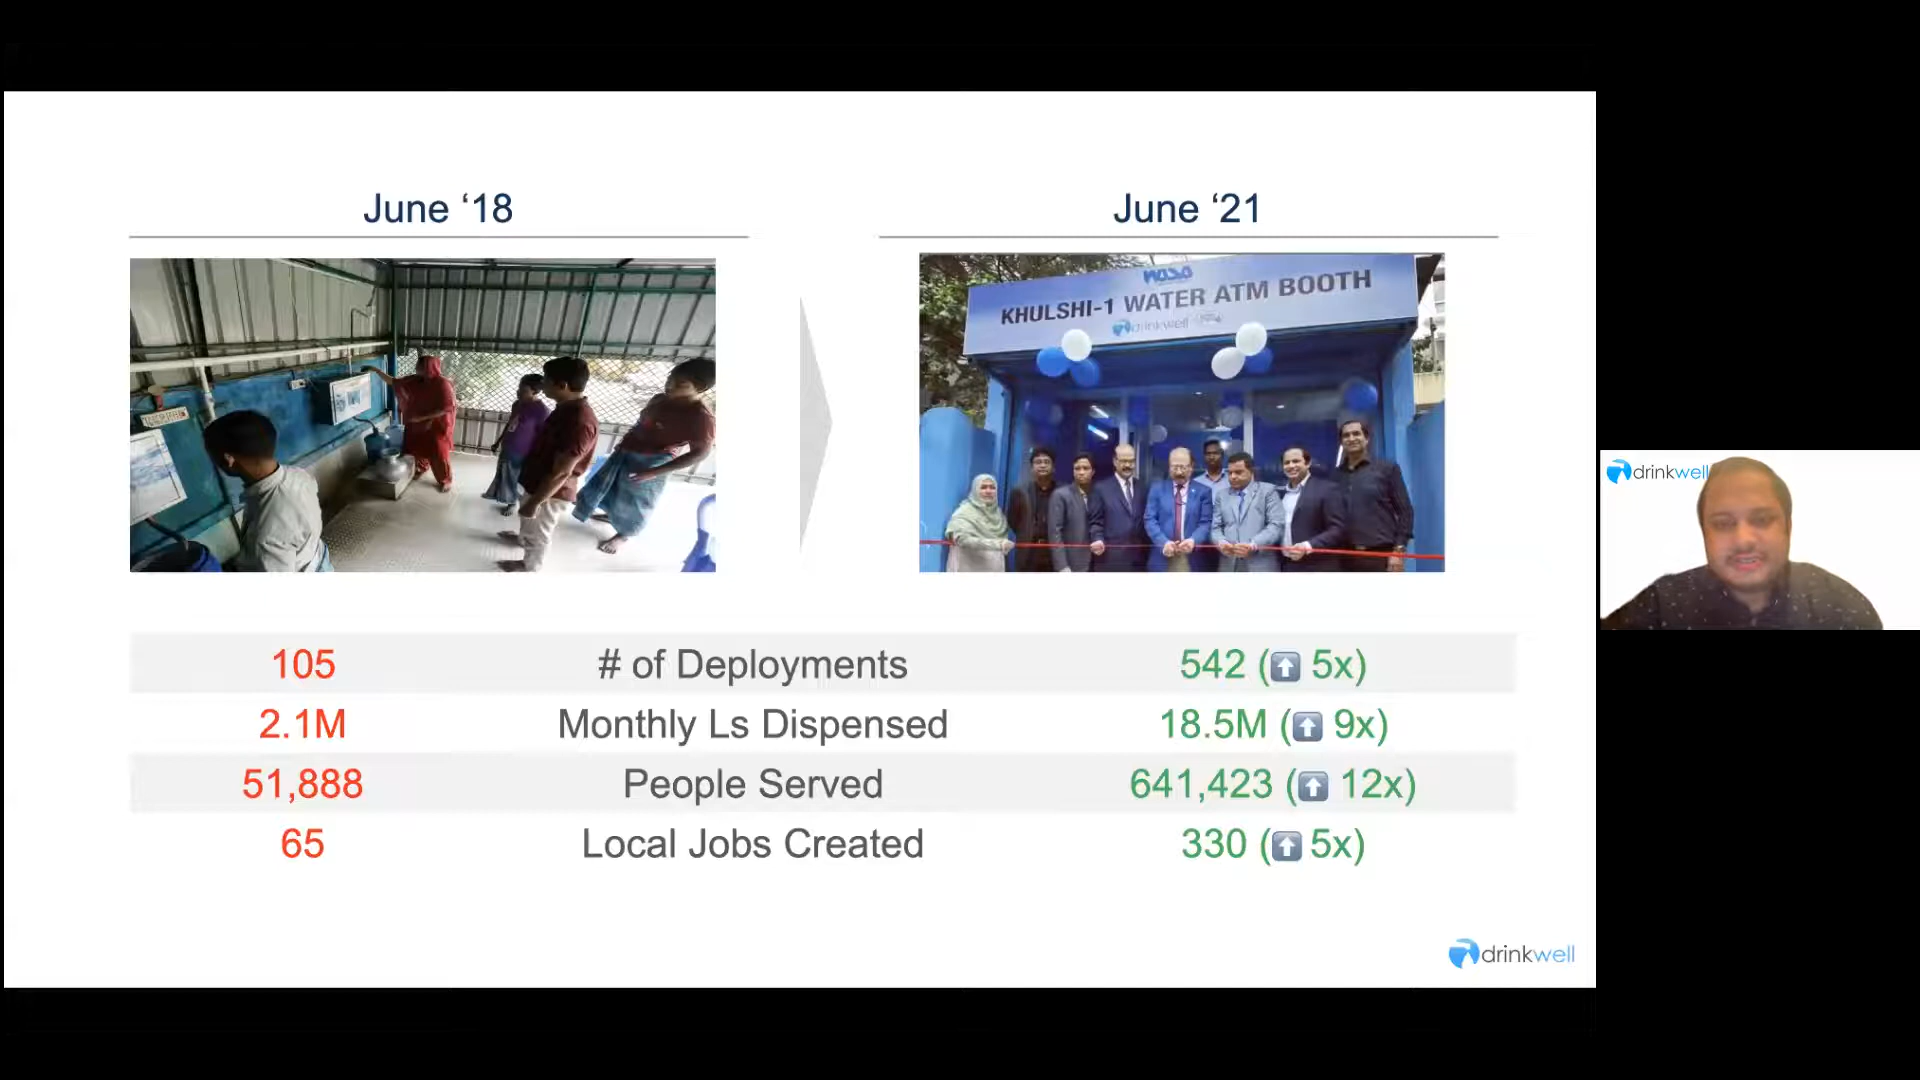 June ‘18
June ‘21
WASA
KHULSHI-1 WATER ATM BOOTH
drinkwell
105
# of Deployments
542 (⬆ 5x)
2.1M
Monthly Ls Dispensed
18.5M (⬆ 9x)
51,888
People Served
641,423 (⬆ 12x)
65
Local Jobs Created
330 (⬆ 5x)
drinkwell
drinkwell